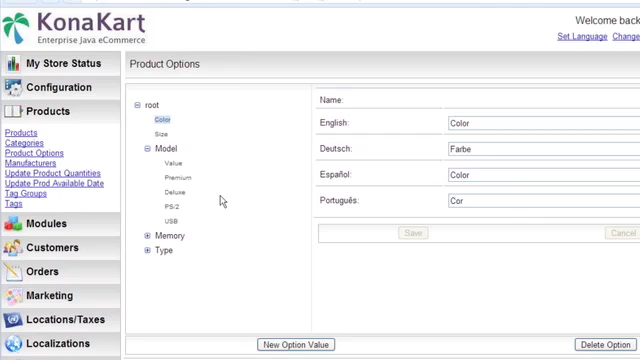 KonaKart
Enterprise Java eCommerce
Welcome back
Set Language Change
My Store Status
Configuration
Products
Products
Categories
Product Options
Manufacturers
Update Product Quantities
Update Prod Available Date
Tag Groups
Tags
Modules
Customers
Orders
Marketing
Locations/Taxes
Localizations
Product Options
root
Color
Size
Model
Value
Premium
Deluxe
PS/2
USB
Memory
Type
Name:
English: Color
Deutsch: Farbe
Español: Color
Português: Cor
Save Cancel
New Option Value Delete Option